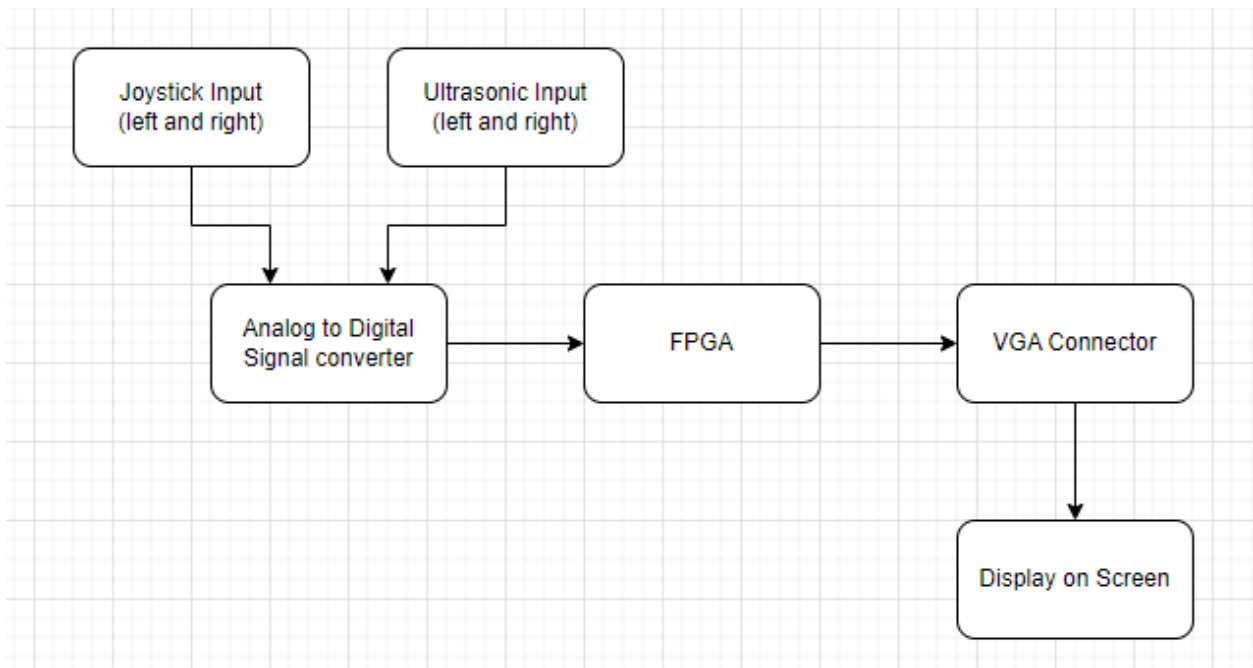 Joystick Input
(left and right)
Ultrasonic Input
(left and right)
Analog to Digital
Signal converter
FPGA
VGA Connector
Display on Screen